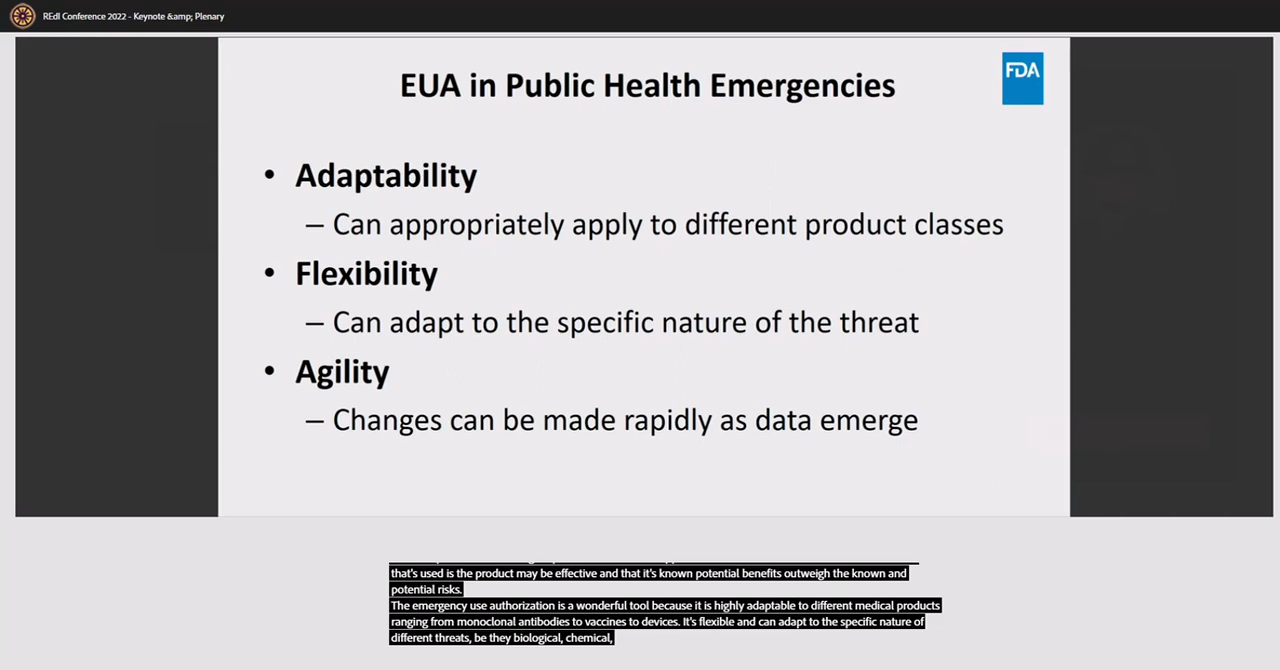 REdI Conference 2022 - Keynote &amp; Plenary
EUA in Public Health Emergencies
FDA
• Adaptability
– Can appropriately apply to different product classes
• Flexibility
– Can adapt to the specific nature of the threat
• Agility
– Changes can be made rapidly as data emerge
that's used is the product may be effective and that it's known potential benefits outweigh the known and
potential risks.
The emergency use authorization is a wonderful tool because it is highly adaptable to different medical products
ranging from monoclonal antibodies to vaccines to devices. It's flexible and can adapt to the specific nature of
different threats, be they biological, chemical,